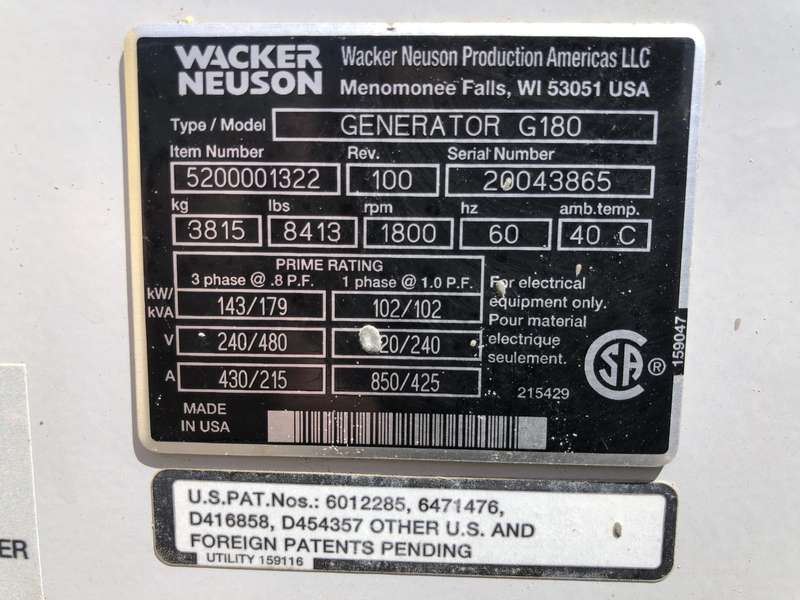 WACKER NEUSON
Wacker Neuson Production Americas LLC
Menomonee Falls, WI 53051 USA
Type / Model GENERATOR G180
Item Number Rev. Serial Number
5200001322 100 20043865
kg lbs rpm hz amb.temp.
3815 8413 1800 60 40 C
PRIME RATING
3 phase @ .8 P.F. 1 phase @ 1.0 P.F.
kW/ kVA 143/179 102/102
V 240/480 20/240
A 430/215 850/425
For electrical
equipment only.
Pour material
electrique
seulement.
215429
SA ®
159047
MADE
IN USA
U.S.PAT.Nos.: 6012285, 6471476,
D416858, D454357 OTHER U.S. AND
FOREIGN PATENTS PENDING
UTILITY 159116
ER